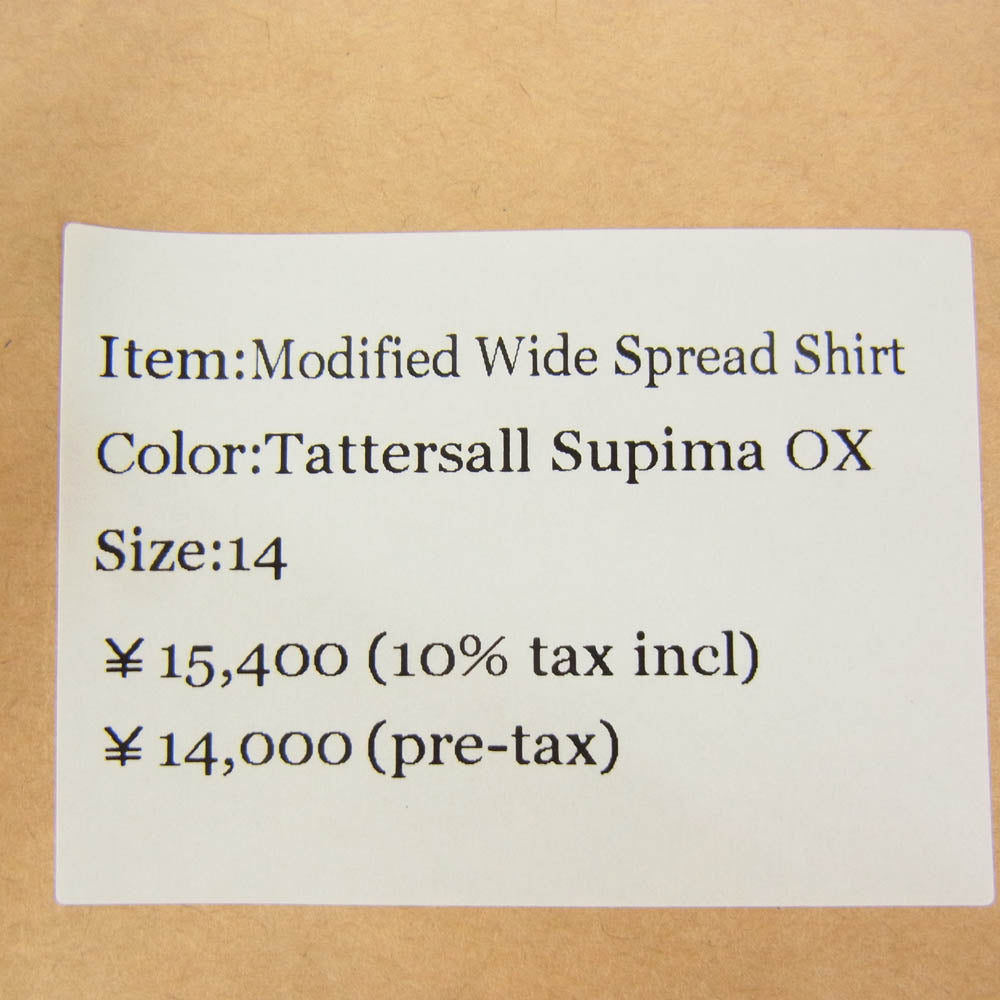 Item:Modified Wide Spread Shirt
Color:Tattersall Supima OX
Size:14
¥15,400 (10% tax incl)
¥14,000 (pre-tax)